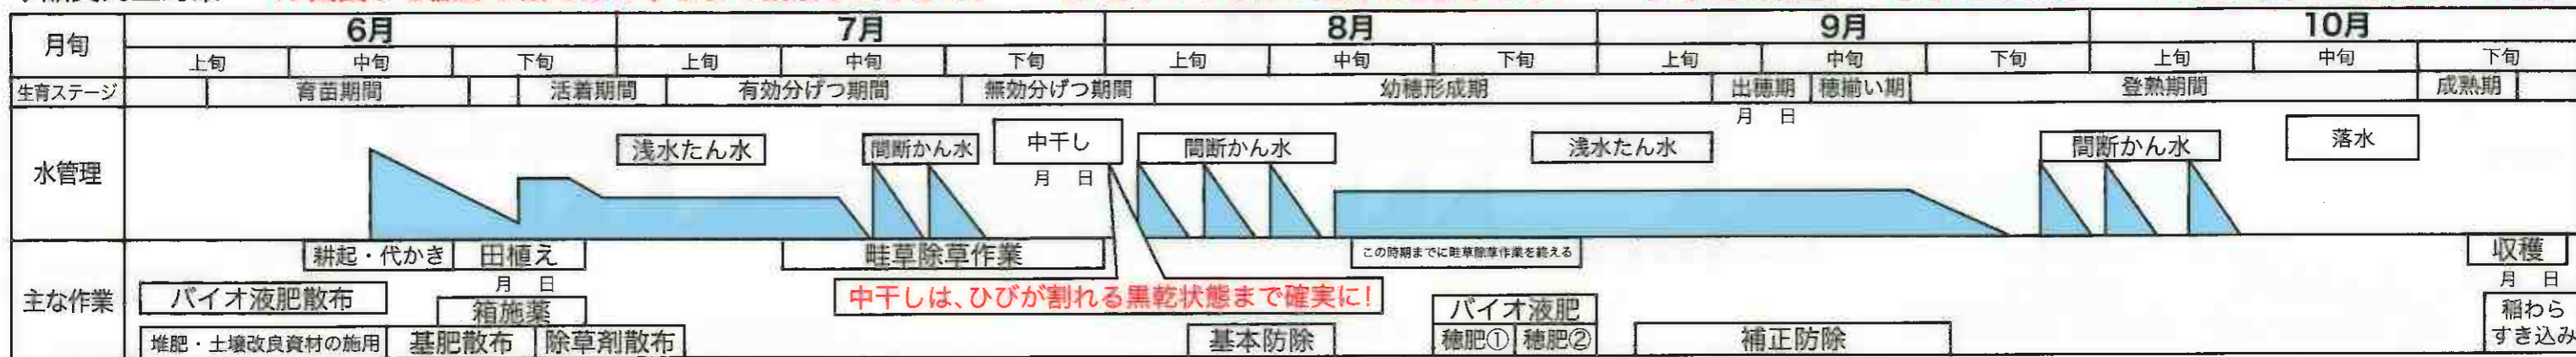 月旬
6月 7月 8月 9月 10月
上旬 中旬 下旬 上旬 中旬 下旬 上旬 中旬 下旬 上旬 中旬 下旬 上旬 中旬 下旬
生育ステージ 育苗期間 活着期間 有効分げつ期間 無効分げつ期間 幼穂形成期 出穂期 穂揃い期 登熟期間 成熟期
月 日
水管理
浅水たん水 間断かん水 中干し 間断かん水 浅水たん水 間断かん水 落水
月 日
主な作業
耕起・代かき 田植え 畦草除草作業 この時期までに畦草除草作業を終える 収穫
月 日 月 日
バイオ液肥散布 中干しは、ひびが割れる黒乾状態まで確実に!
箱施薬 バイオ液肥 稲わら
堆肥・土壌改良資材の施用 基肥散布 除草剤散布 基本防除 穂肥① 穂肥② 補正防除 すき込み